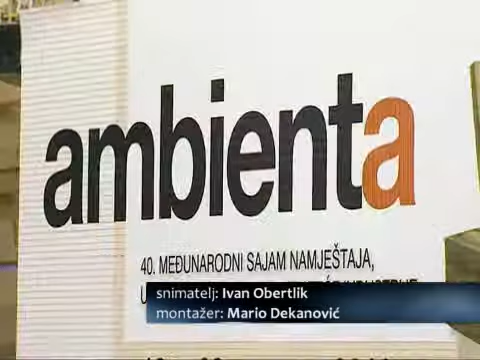 ambienta
40. MEĐUNARODNI SAJAM NAMJEŠTAJA,
snimatelj: Ivan Obertlik
montažer: Mario Dekanović